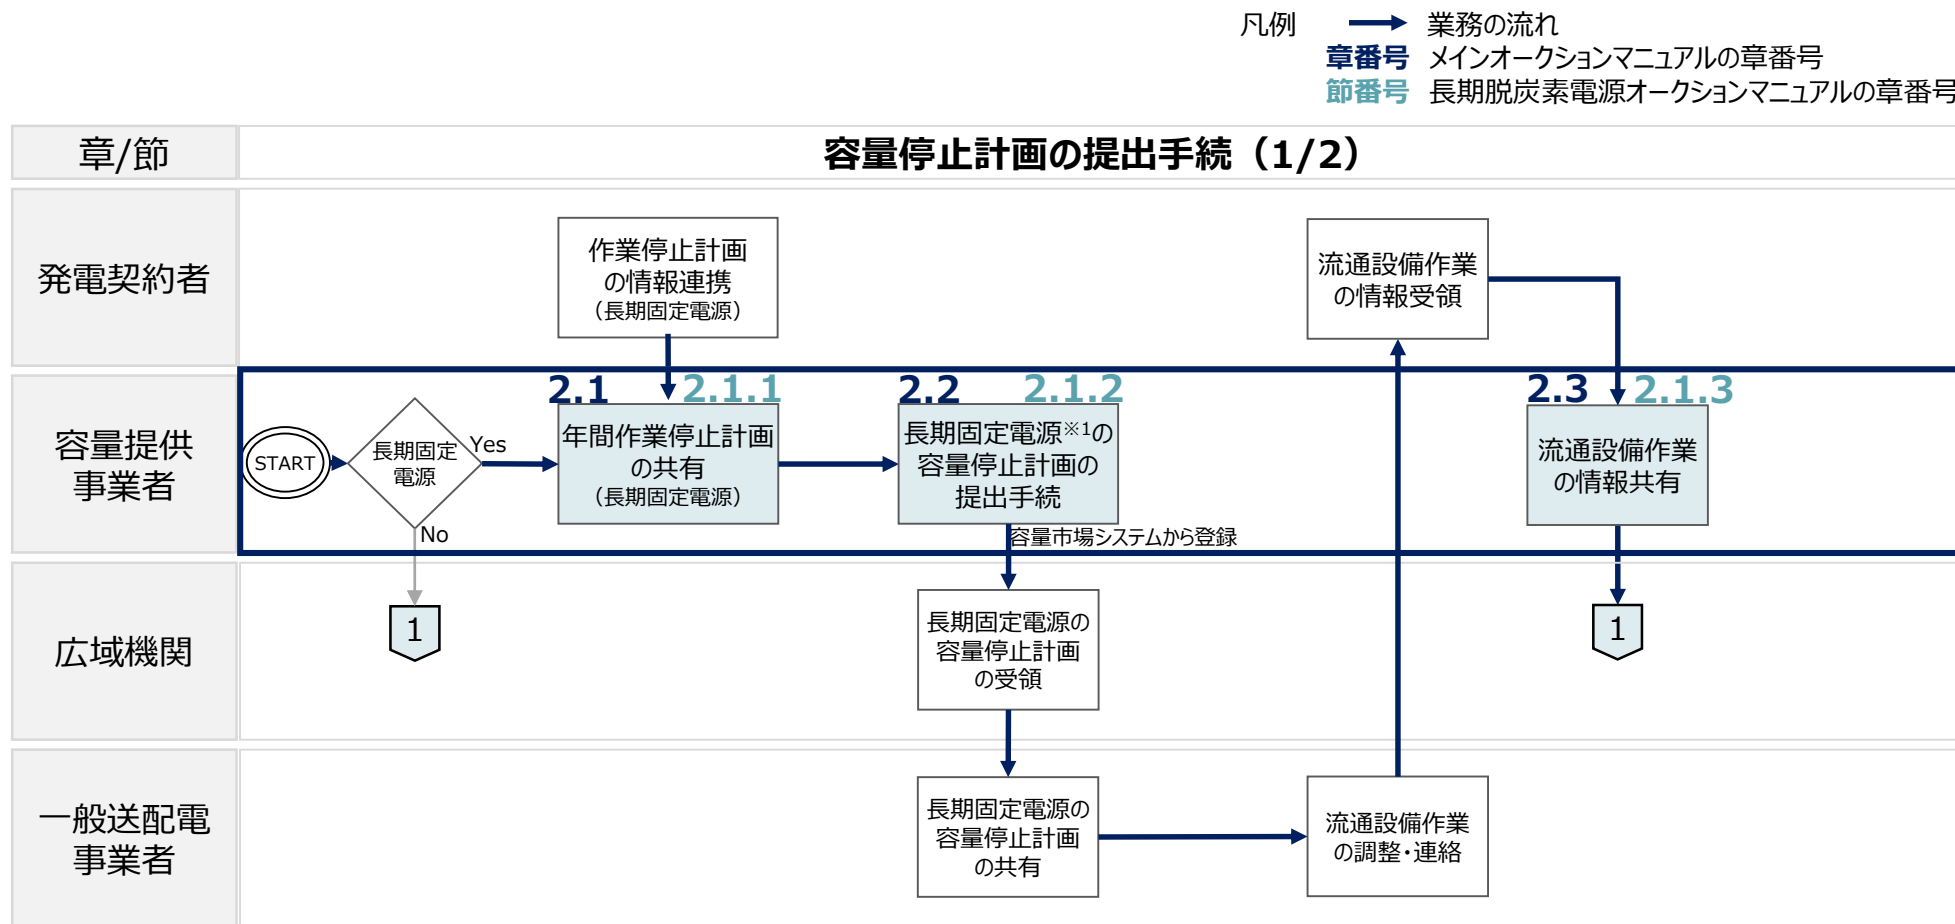 凡例
業務の流れ
章番号 メインオークションマニュアルの章番号
節番号 長期脱炭素電源オークションマニュアルの章番号
章/節
容量停止計画の提出手続（1/2）
発電契約者
作業停止計画
の情報連携
（長期固定電源）
流通設備作業
の情報受領
容量提供
事業者
START
長期固定
電源
Yes
No
2.1 2.1.1
年間作業停止計画
の共有
（長期固定電源）
2.2 2.1.2
長期固定電源※1の
容量停止計画の
提出手続
容量市場システムから登録
2.3 2.1.3
流通設備作業
の情報共有
広域機関
1
長期固定電源の
容量停止計画
の受領
1
一般送配電
事業者
長期固定電源の
容量停止計画
の共有
流通設備作業
の調整・連絡